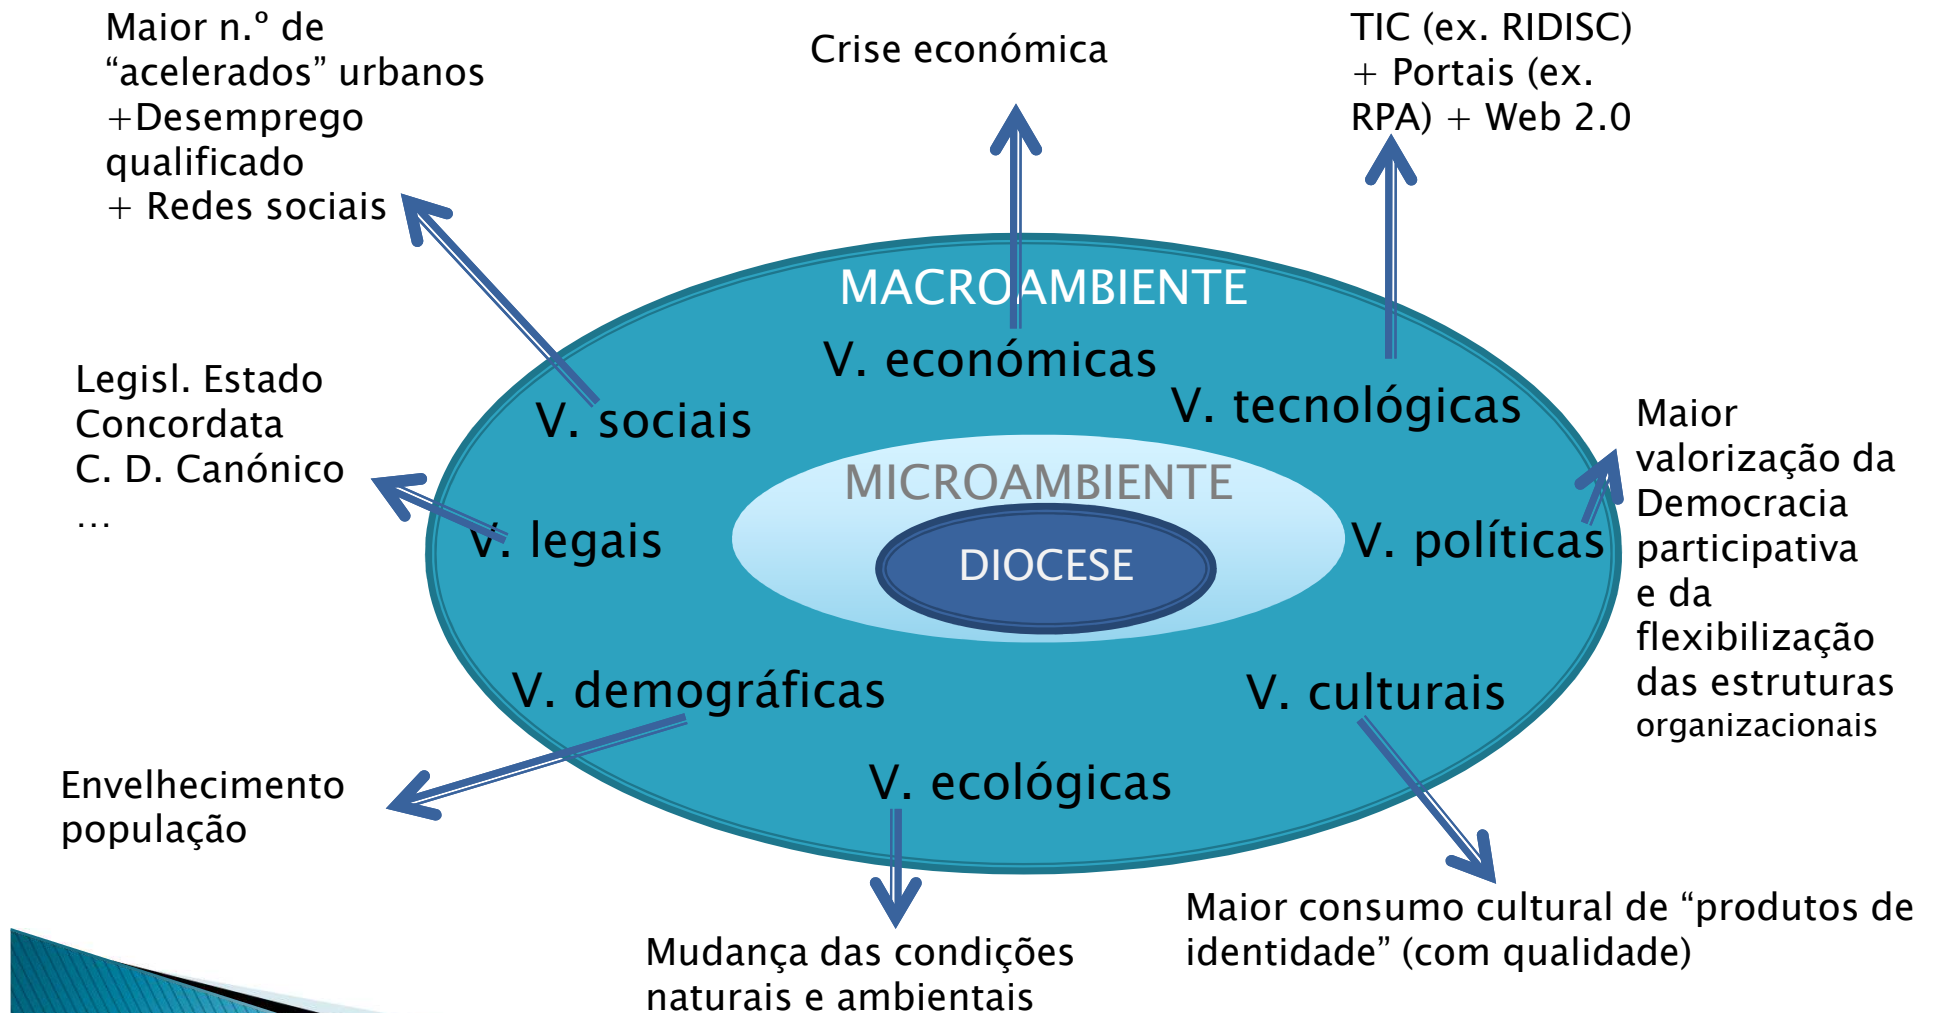 Maior n.º de
“acelerados” urbanos
+Desemprego
qualificado
+ Redes sociais
Crise económica
TIC (ex. RIDISC)
+ Portais (ex.
RPA) + Web 2.0
MACROAMBIENTE
V. económicas
V. tecnológicas
V. sociais
Legisl. Estado
Concordata
C. D. Canónico
…
V. legais
MICROAMBIENTE
DIOCESE
V. políticas
Maior
valorização da
Democracia
participativa
e da
flexibilização
das estruturas
organizacionais
V. demográficas
V. culturais
V. ecológicas
Envelhecimento
população
Mudança das condições
naturais e ambientais
Maior consumo cultural de “produtos de
identidade” (com qualidade)